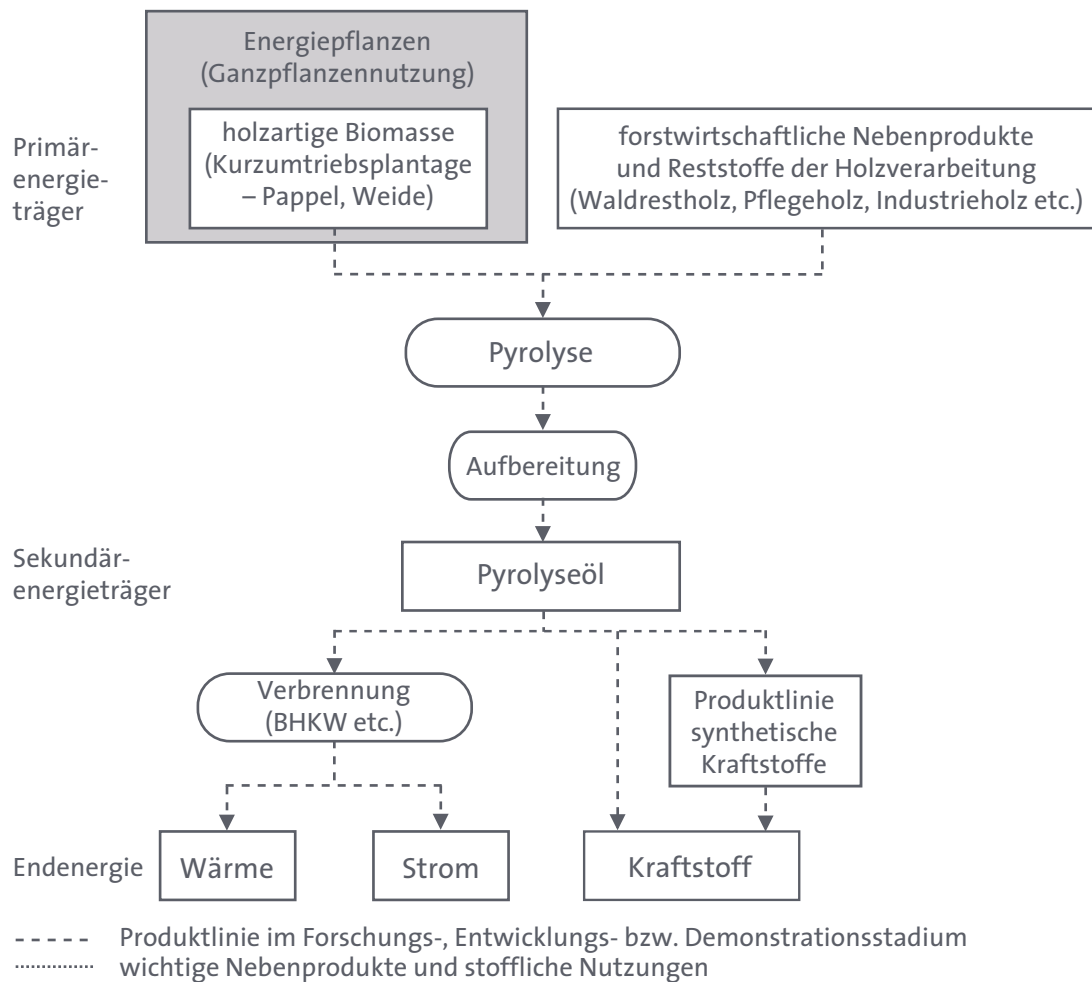 Energiepflanzen
(Ganzpflanzennutzung)
Primär-
energie-
träger
holzartige Biomasse
(Kurzumtriebsplantage
– Pappel, Weide)
forstwirtschaftliche Nebenprodukte
und Reststoffe der Holzverarbeitung
(Waldrestholz, Pflegeholz, Industrieholz etc.)
Pyrolyse
Aufbereitung
Sekundär-
energieträger
Pyrolyseöl
Verbrennung
(BHKW etc.)
Produktlinie
synthetische
Kraftstoffe
Endenergie
Wärme
Strom
Kraftstoff
Produktlinie im Forschungs-, Entwicklungs- bzw. Demonstrationsstadium
wichtige Nebenprodukte und stoffliche Nutzungen